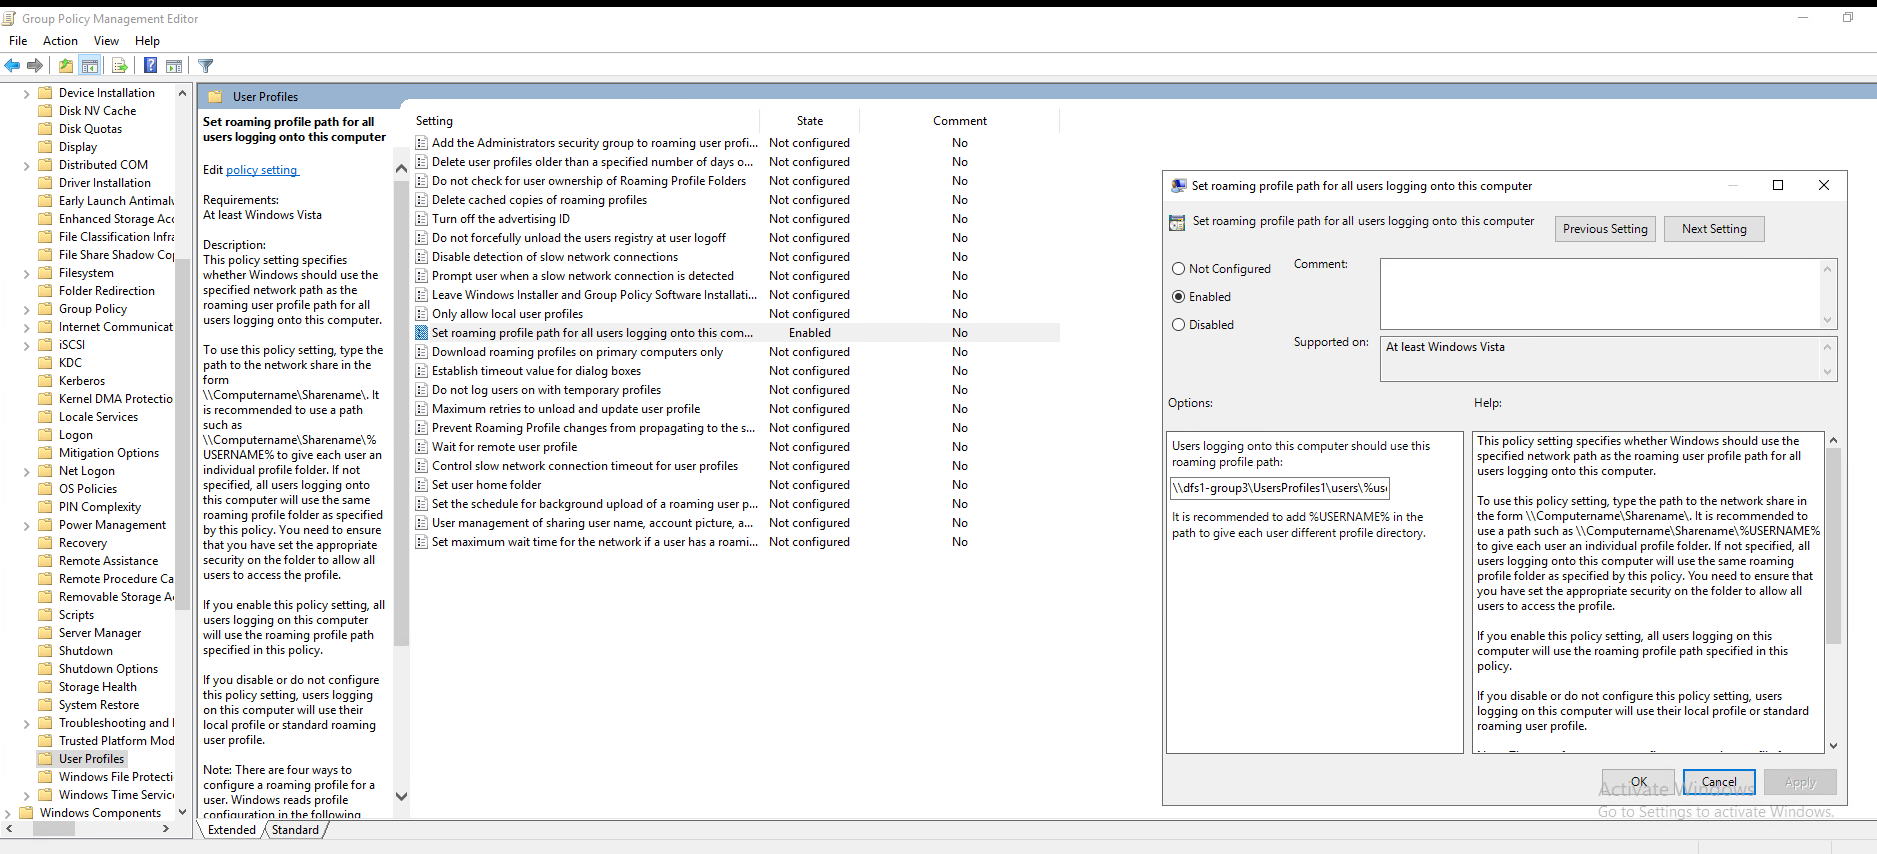 Group Policy Management Editor
File Action View Help
Device Installation
Disk NV Cache
Disk Quotas
Display
Distributed COM
Driver Installation
Early Launch Antimalw
Enhanced Storage Acc
File Classification Infra
File Share Shadow Cop
Filesystem
Folder Redirection
Group Policy
Internet Communicat
iSCSI
KDC
Kerberos
Kernel DMA Protectio
Locale Services
Logon
Mitigation Options
Net Logon
OS Policies
PIN Complexity
Power Management
Recovery
Remote Assistance
Remote Procedure Ca
Removable Storage A
Scripts
Server Manager
Shutdown
Shutdown Options
Storage Health
System Restore
Troubleshooting and
Trusted Platform Mod
User Profiles
Windows File Protecti
Windows Time Service
Windows Components
User Profiles
Set roaming profile path for all
users logging onto this computer
Edit policy setting
Requirements:
At least Windows Vista
Description:
This policy setting specifies
whether Windows should use the
specified network path as the
roaming user profile path for all
users logging onto this computer.
To use this policy setting, type the
path to the network share in the
form
\\Computername\Sharename\. It
is recommended to use a path
such as
\\Computername\Sharename\%
USERNAME% to give each user an
individual profile folder. If not
specified, all users logging onto
this computer will use the same
roaming profile folder as specified
by this policy. You need to ensure
that you have set the appropriate
security on the folder to allow all
users to access the profile.
If you enable this policy setting, all
users logging on this computer
will use the roaming profile path
specified in this policy.
If you disable or do not configure
this policy setting, users logging
on this computer will use their
local profile or standard roaming
user profile.
Note: There are four ways to
configure a roaming profile for a
user. Windows reads profile
configuration in the following
Setting State Comment
Add the Administrators security group to roaming user profi... Not configured No
Delete user profiles older than a specified number of days o... Not configured No
Do not check for user ownership of Roaming Profile Folders Not configured No
Delete cached copies of roaming profiles Not configured No
Turn off the advertising ID Not configured No
Do not forcefully unload the users registry at user logoff Not configured No
Disable detection of slow network connections Not configured No
Prompt user when a slow network connection is detected Not configured No
Leave Windows Installer and Group Policy Software Installati... Not configured No
Only allow local user profiles Not configured No
Set roaming profile path for all users logging onto this com... Enabled No
Download roaming profiles on primary computers only Not configured No
Establish timeout value for dialog boxes Not configured No
Do not log users on with temporary profiles Not configured No
Maximum retries to unload and update user profile Not configured No
Prevent Roaming Profile changes from propagating to the s... Not configured No
Wait for remote user profile Not configured No
Control slow network connection timeout for user profiles Not configured No
Set user home folder Not configured No
Set the schedule for background upload of a roaming user p... Not configured No
User management of sharing user name, account picture, a... Not configured No
Set maximum wait time for the network if a user has a roami... Not configured No
Extended Standard
Set roaming profile path for all users logging onto this computer
Set roaming profile path for all users logging onto this computer
Previous Setting Next Setting
Not Configured Comment:
Enabled
Disabled
Supported on: At least Windows Vista
Options: Help:
Users logging onto this computer should use this
roaming profile path:
\\dfs1-group3\UsersProfiles1\users\%use
It is recommended to add %USERNAME% in the
path to give each user different profile directory.
This policy setting specifies whether Windows should use the
specified network path as the roaming user profile path for all
users logging onto this computer.
To use this policy setting, type the path to the network share in
the form \\Computername\Sharename\. It is recommended to
use a path such as \\Computername\Sharename\%USERNAME%
to give each user an individual profile folder. If not specified, all
users logging onto this computer will use the same roaming
profile folder as specified by this policy. You need to ensure that
you have set the appropriate security on the folder to allow all
users to access the profile.
If you enable this policy setting, all users logging on this
computer will use the roaming profile path specified in this
policy.
If you disable or do not configure this policy setting, users
logging on this computer will use their local profile or standard
roaming user profile.
OK Cancel Apply
Activate Windows
Go to Settings to activate Windows.